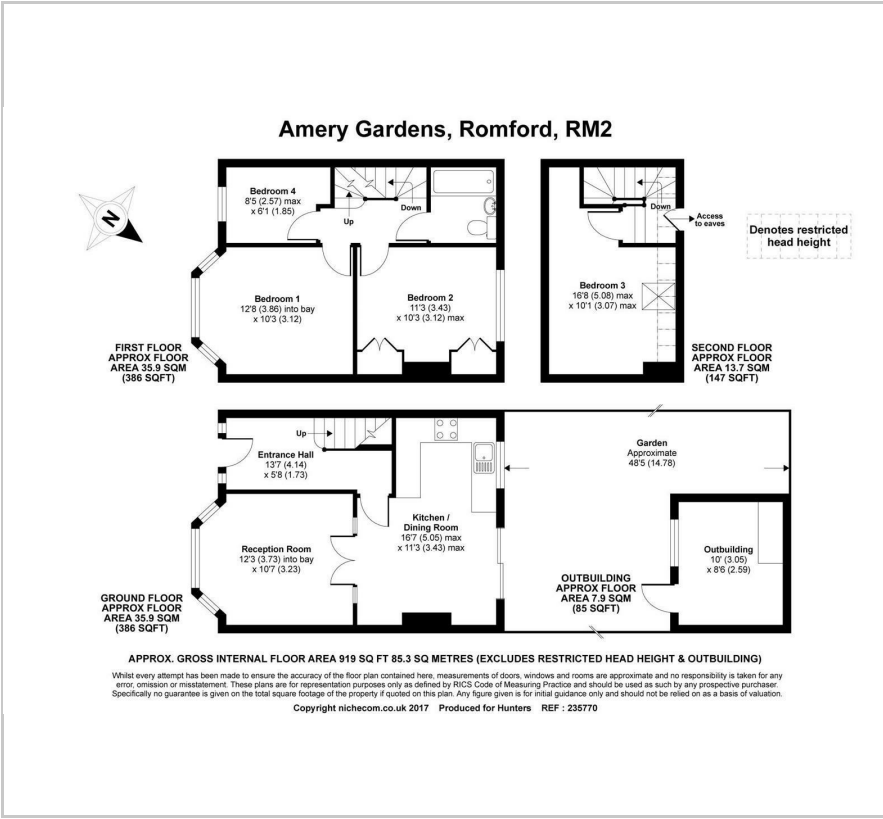 Amery Gardens, Romford, RM2
N
Bedroom 4
8'5 (2.57) max
x 6'1 (1.85)
Up
Down
Bedroom 1
12'8 (3.86) into bay
x 10'3 (3.12)
Bedroom 2
11'3 (3.43)
x 10'3 (3.12) max
FIRST FLOOR
APPROX FLOOR
AREA 35.9 SQM
(386 SQFT)
Down
Access
to eaves
Bedroom 3
16'8 (5.08) max
x 10'1 (3.07) max
Denotes restricted
head height
SECOND FLOOR
APPROX FLOOR
AREA 13.7 SQM
(147 SQFT)
Up
Entrance Hall
13'7 (4.14)
x 5'8 (1.73)
Reception Room
12'3 (3.73) into bay
x 10'7 (3.23)
Kitchen /
Dining Room
16'7 (5.05) max
x 11'3 (3.43) max
GROUND FLOOR
APPROX FLOOR
AREA 35.9 SQM
(386 SQFT)
Garden
Approximate
48'5 (14.78)
Outbuilding
10' (3.05)
x 8'6 (2.59)
OUTBUILDING
APPROX FLOOR
AREA 7.9 SQM
(85 SQFT)
APPROX. GROSS INTERNAL FLOOR AREA 919 SQ FT 85.3 SQ METRES (EXCLUDES RESTRICTED HEAD HEIGHT & OUTBUILDING)
Whilst every attempt has been made to ensure the accuracy of the floor plan contained here, measurements of doors, windows and rooms are approximate and no responsibility is taken for any
error, omission or misstatement. These plans are for representation purposes only as defined by RICS Code of Measuring Practice and should be used as such by any prospective purchaser.
Specifically no guarantee is given on the total square footage of the property if quoted on this plan. Any figure given is for initial guidance only and should not be relied on as a basis of valuation.
Copyright nichecom.co.uk 2017 Produced for Hunters REF : 235770